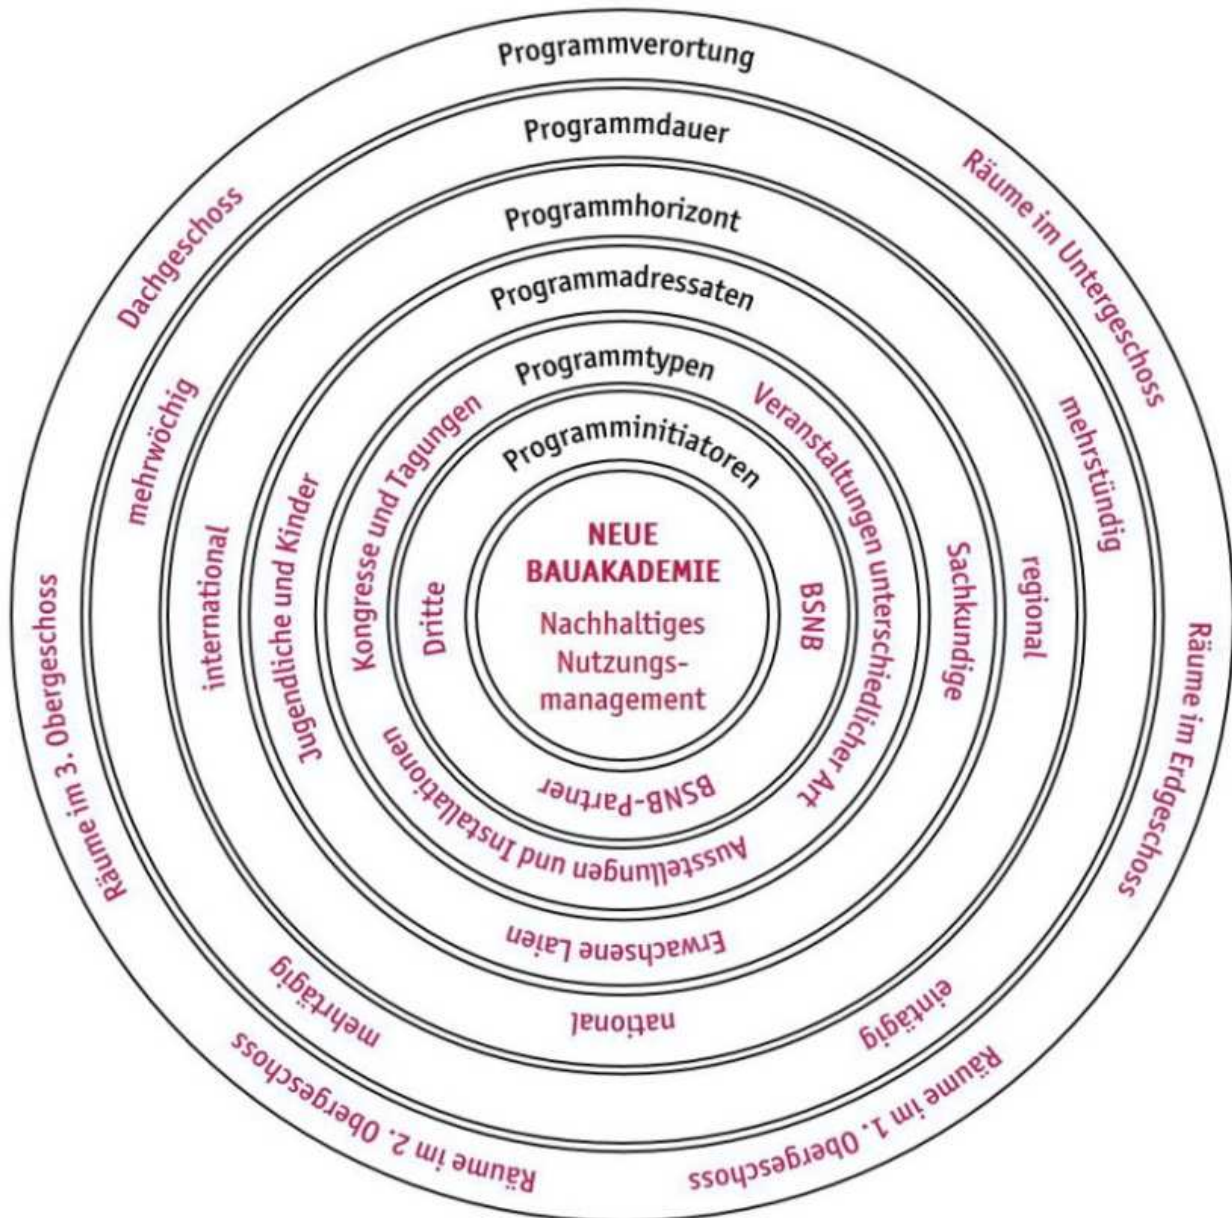 Programmverortung
Räume im Untergeschoss
Räume im Erdgeschoss
Räume im 1. Obergeschoss
Räume im 2. Obergeschoss
Räume im 3. Obergeschoss
Dachgeschoss
Programmdauer
mehrstündig
eintägig
mehrtägig
mehrwöchig
Programmhorizont
regional
national
international
Programmadressaten
Sachkundige
Erwachsene Laien
Jugendliche und Kinder
Programmtypen
Veranstaltungen unterschiedlicher Art
Ausstellungen und Installationen
Kongresse und Tagungen
Programminitiatoren
BSNB
BSNB-Partner
Dritte
NEUE
BAUAKADEMIE
Nachhaltiges
Nutzungs-
management